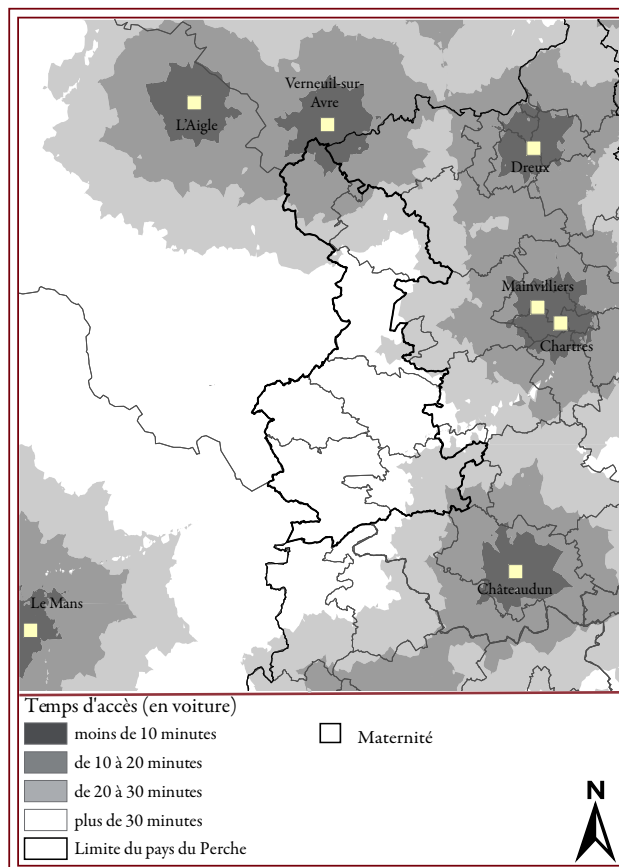 Verneuil-sur-
Avre
L'Aigle
Dreux
Mainvilliers
Chartres
Châteaudun
Le Mans
Temps d'accès (en voiture)
moins de 10 minutes
de 10 à 20 minutes
de 20 à 30 minutes
plus de 30 minutes
Limite du pays du Perche
Maternité
N